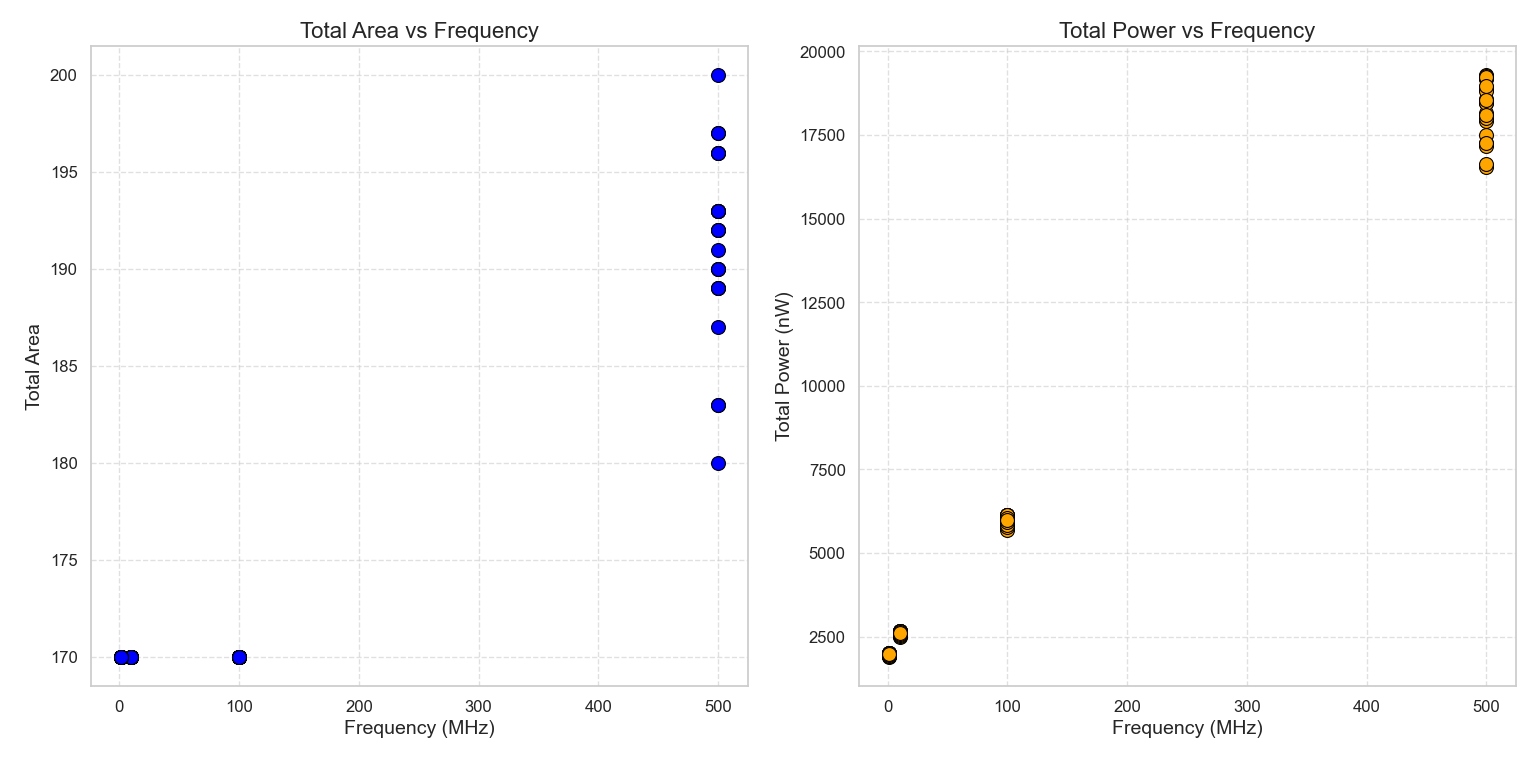 Total Area vs Frequency
200
195
190
185
180
175
170
Total Area
0 100 200 300 400 500
Frequency (MHz)
Total Power vs Frequency
20000
17500
15000
12500
10000
7500
5000
2500
Total Power (nW)
0 100 200 300 400 500
Frequency (MHz)